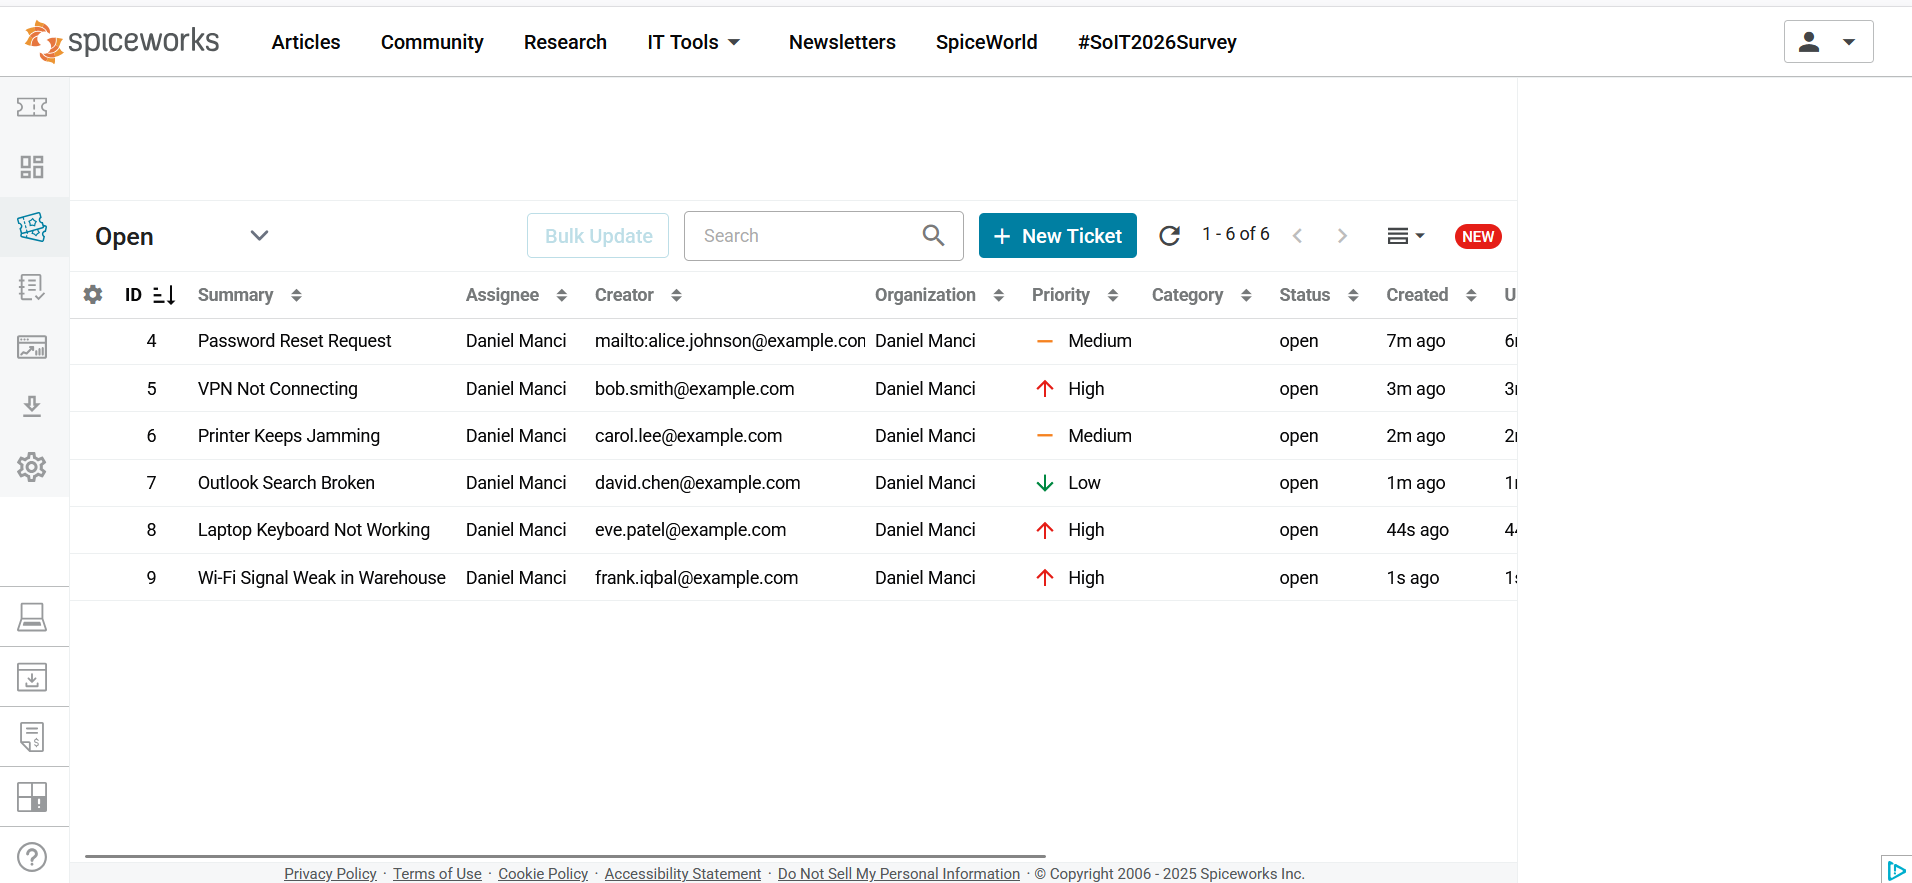 spiceworks Articles Community Research IT Tools Newsletters SpiceWorld #SoIT2026Survey
Open Bulk Update Search + New Ticket 1 - 6 of 6 NEW
ID Summary Assignee Creator Organization Priority Category Status Created U
4 Password Reset Request Daniel Manci mailto:alice.johnson@example.con Daniel Manci Medium open 7m ago 6
5 VPN Not Connecting Daniel Manci bob.smith@example.com Daniel Manci High open 3m ago 3
6 Printer Keeps Jamming Daniel Manci carol.lee@example.com Daniel Manci Medium open 2m ago 2
7 Outlook Search Broken Daniel Manci david.chen@example.com Daniel Manci Low open 1m ago 1
8 Laptop Keyboard Not Working Daniel Manci eve.patel@example.com Daniel Manci High open 44s ago 44
9 Wi-Fi Signal Weak in Warehouse Daniel Manci frank.iqbal@example.com Daniel Manci High open 1s ago 1s
Privacy Policy · Terms of Use · Cookie Policy · Accessibility Statement · Do Not Sell My Personal Information · © Copyright 2006 - 2025 Spiceworks Inc.